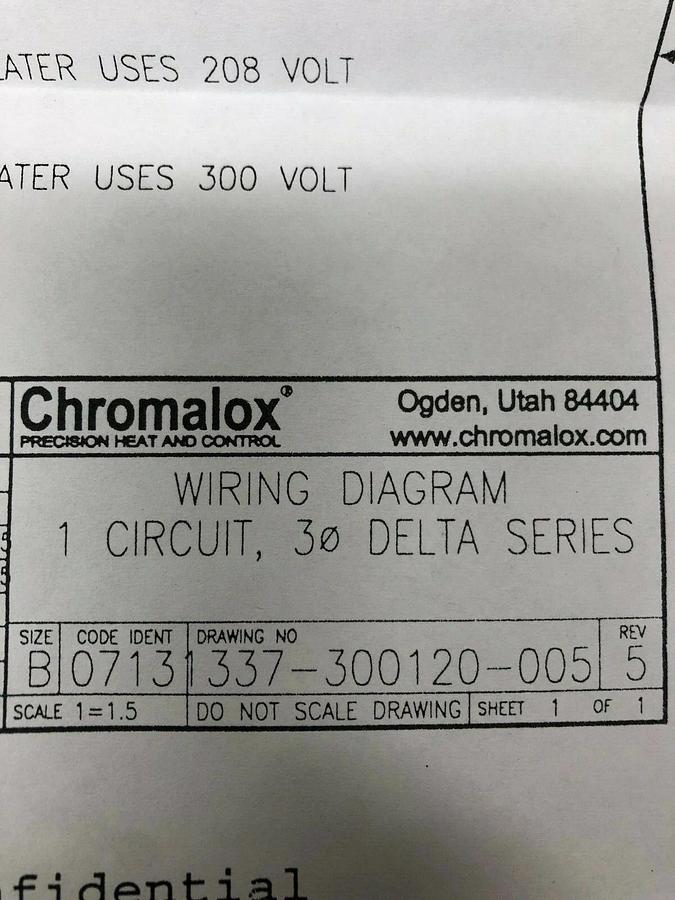 LATER USES 208 VOLT
ATER USES 300 VOLT
Chromalox®
PRECISION HEAT AND CONTROL
Ogden, Utah 84404
www.chromalox.com
WIRING DIAGRAM
1 CIRCUIT, 3ø DELTA SERIES
SIZE CODE IDENT DRAWING NO REV
B 07131 337-300120-005 5
SCALE 1=1.5 DO NOT SCALE DRAWING SHEET 1 OF 1
nfidential